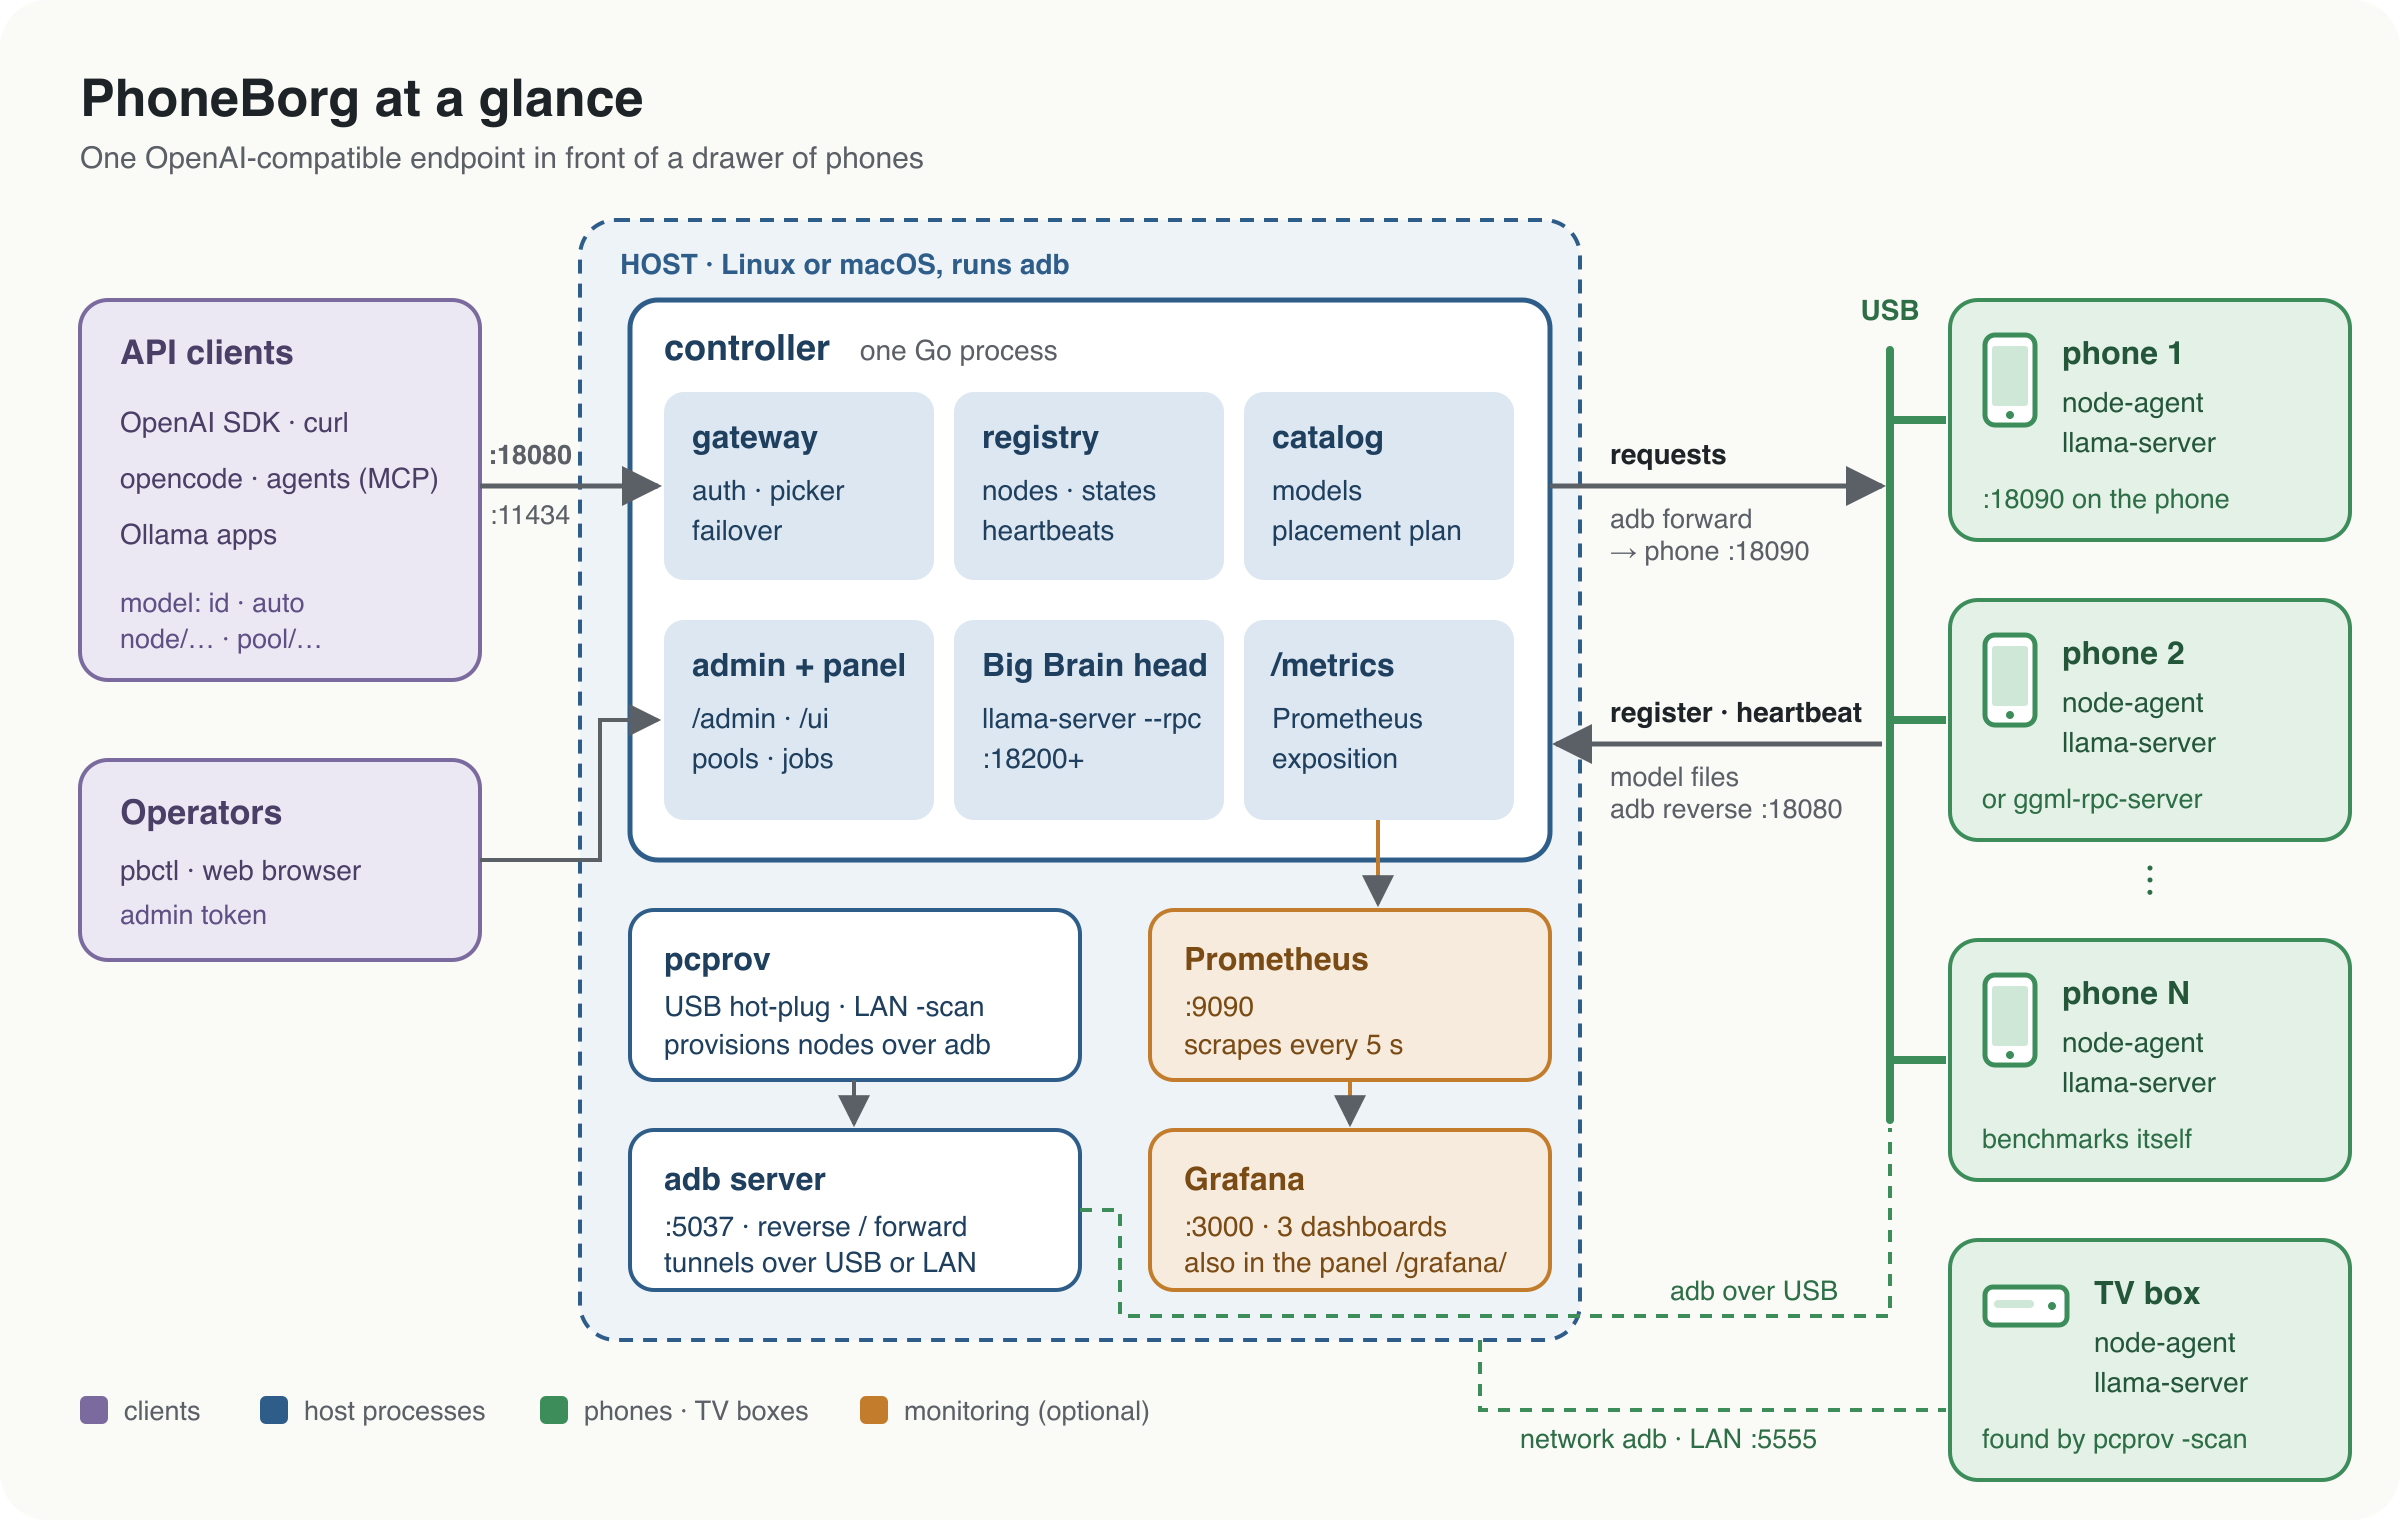 PhoneBorg at a glance
One OpenAI-compatible endpoint in front of a drawer of phones
API clients
OpenAI SDK · curl
opencode · agents (MCP)
Ollama apps
model: id · auto
node/… · pool/…
Operators
pbctl · web browser
admin token
:18080
:11434
HOST · Linux or macOS, runs adb
controller one Go process
gateway
auth · picker
failover
registry
nodes · states
heartbeats
catalog
models
placement plan
admin + panel
/admin · /ui
pools · jobs
Big Brain head
llama-server --rpc
:18200+
/metrics
Prometheus
exposition
pcprov
USB hot-plug · LAN -scan
provisions nodes over adb
Prometheus
:9090
scrapes every 5 s
adb server
:5037 · reverse / forward
tunnels over USB or LAN
Grafana
:3000 · 3 dashboards
also in the panel /grafana/
requests
adb forward
→ phone :18090
register · heartbeat
model files
adb reverse :18080
USB
phone 1
node-agent
llama-server
:18090 on the phone
phone 2
node-agent
llama-server
or ggml-rpc-server
⋮
phone N
node-agent
llama-server
benchmarks itself
adb over USB
TV box
node-agent
llama-server
found by pcprov -scan
network adb · LAN :5555
clients
host processes
phones · TV boxes
monitoring (optional)